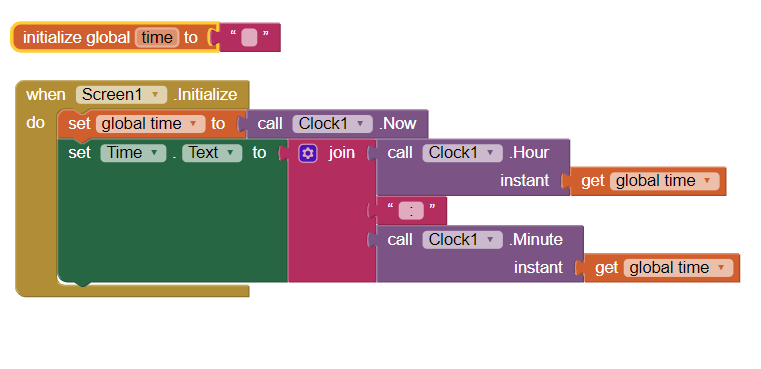 initialize global time to “ ”
when Screen1 .Initialize
do set global time to call Clock1 .Now
set Time . Text to join call Clock1 .Hour
instant get global time
“ : ”
call Clock1 .Minute
instant get global time